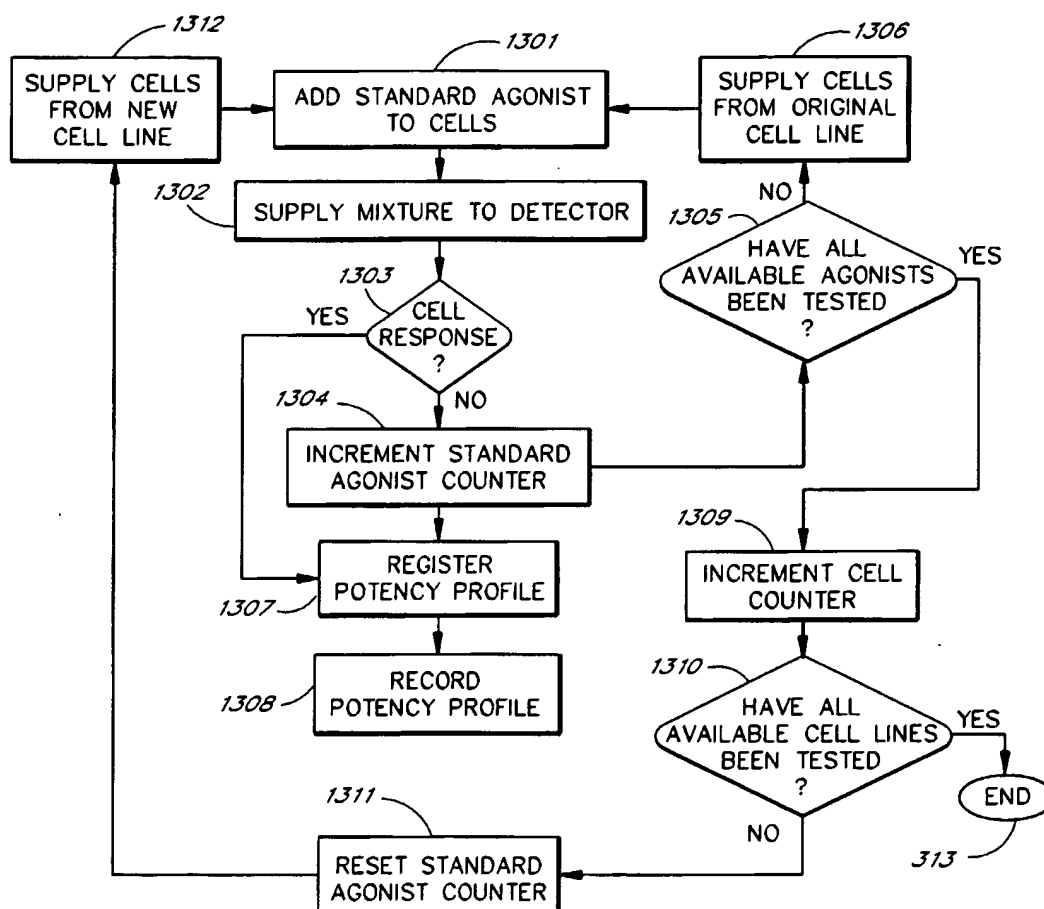 1312
SUPPLY CELLS
FROM NEW
CELL LINE
1301
ADD STANDARD AGONIST
TO CELLS
1306
SUPPLY CELLS
FROM ORIGINAL
CELL LINE
1302
SUPPLY MIXTURE TO DETECTOR
NO
1305
HAVE ALL
AVAILABLE AGONISTS
BEEN TESTED
?
YES
1303
YES
CELL
RESPONSE
?
NO
1304
INCREMENT STANDARD
AGONIST COUNTER
REGISTER
POTENCY PROFILE
1307
RECORD
POTENCY PROFILE
1308
1309
INCREMENT CELL
COUNTER
1310
HAVE ALL
AVAILABLE CELL LINES
BEEN TESTED
?
YES
END
313
NO
1311
RESET STANDARD
AGONIST COUNTER